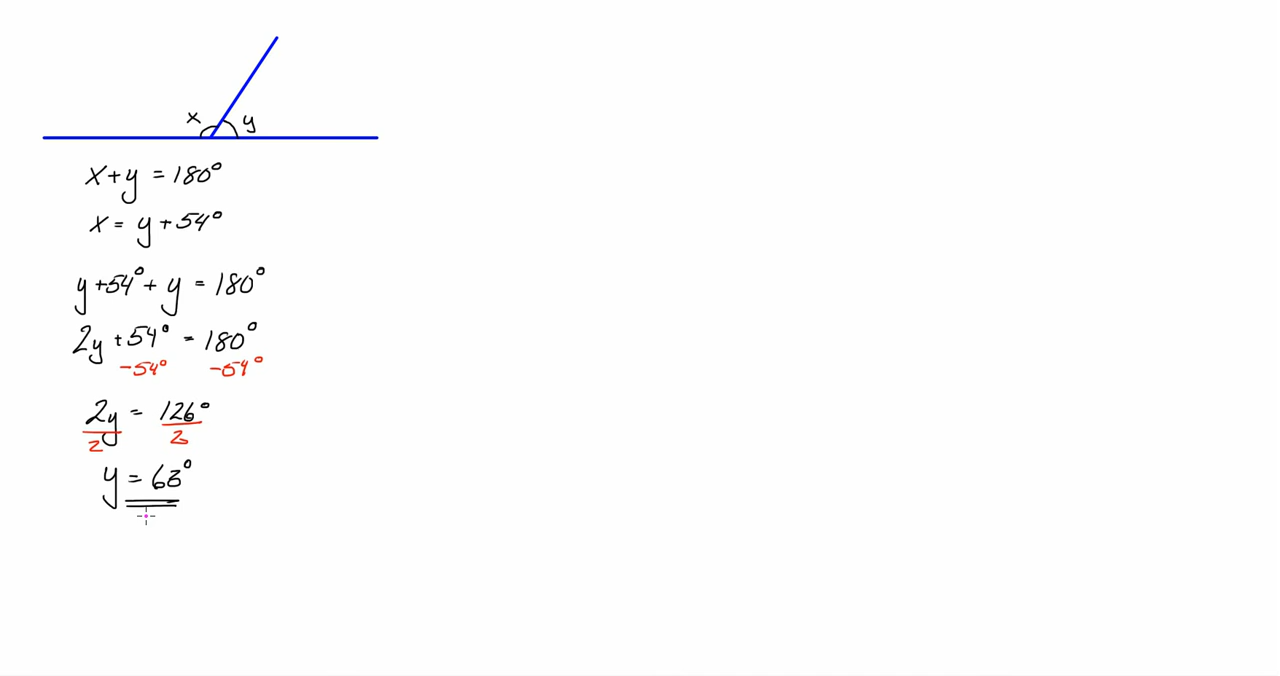 x y
x + y = 180°
x = y + 54°
y + 54° + y = 180°
2y + 54° = 180°
-54° -54°
2y = 126°
2 2
y = 63°